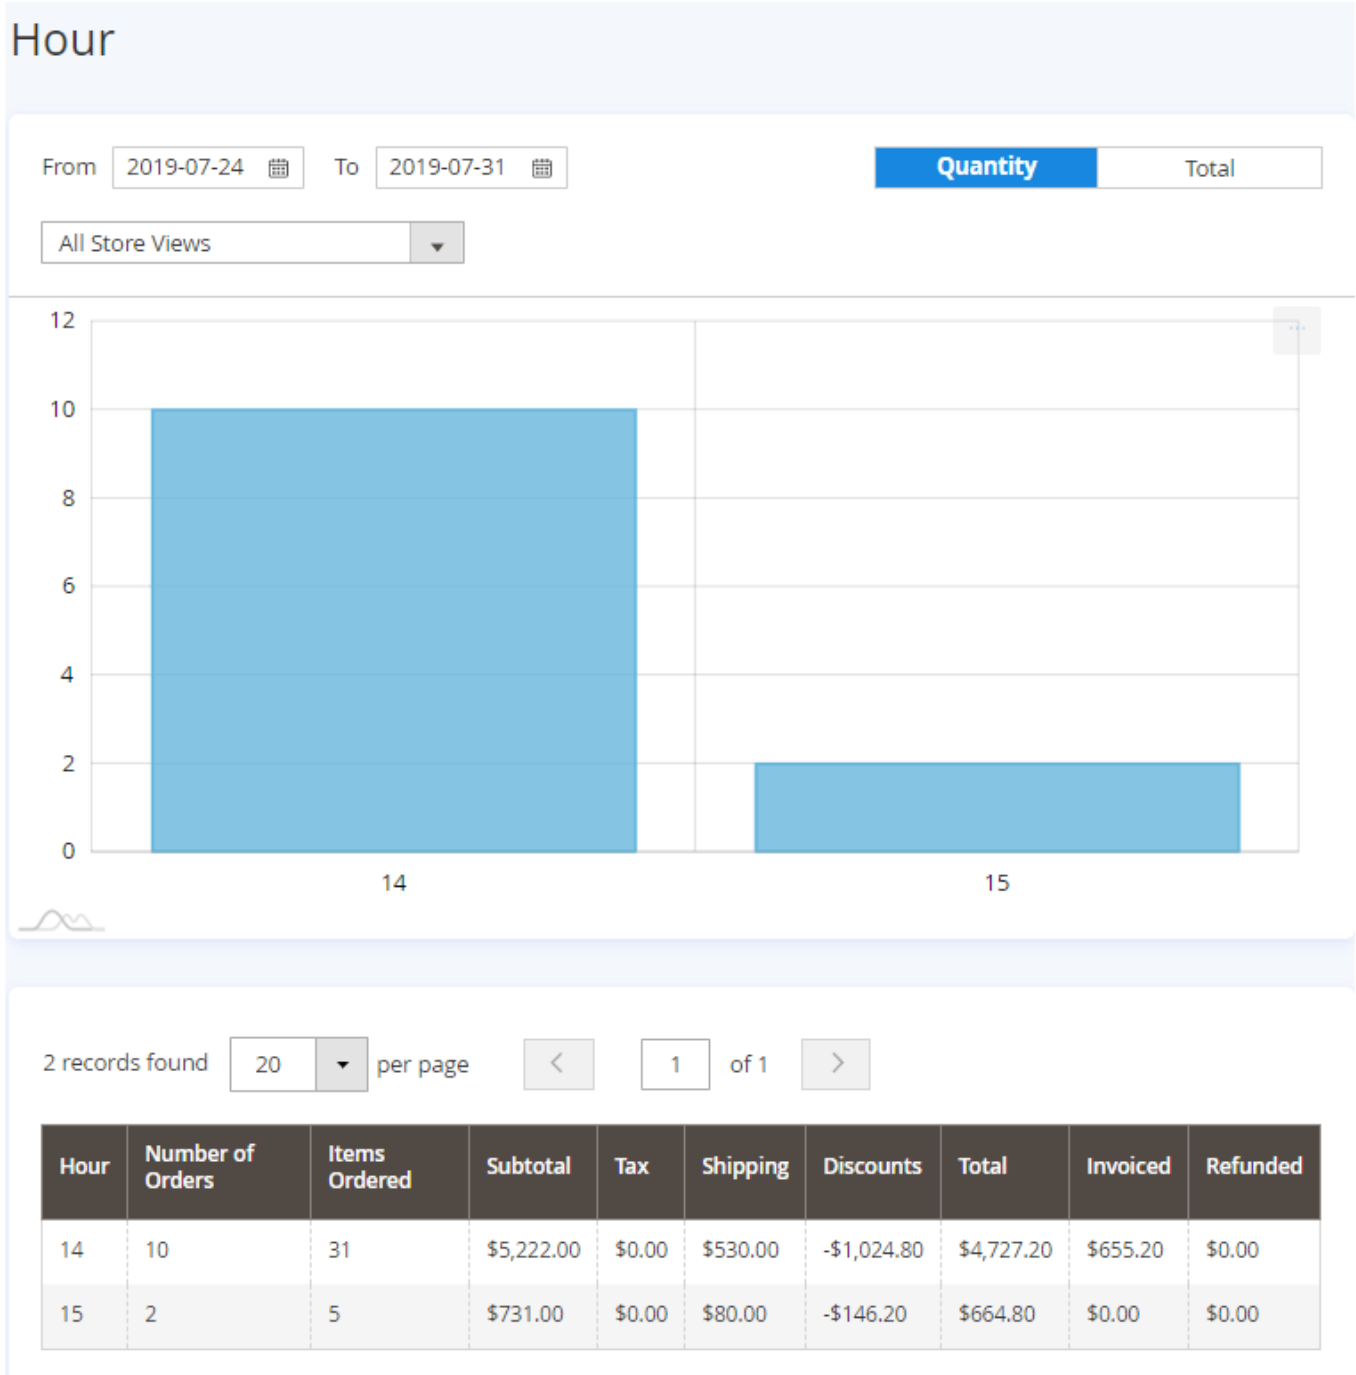 Hour
From 2019-07-24 To 2019-07-31 Quantity Total
All Store Views
12
10
8
6
4
2
0
14 15
2 records found 20 per page 1 of 1
Hour Number of Orders Items Ordered Subtotal Tax Shipping Discounts Total Invoiced Refunded
14 10 31 $5,222.00 $0.00 $530.00 -$1,024.80 $4,727.20 $655.20 $0.00
15 2 5 $731.00 $0.00 $80.00 -$146.20 $664.80 $0.00 $0.00